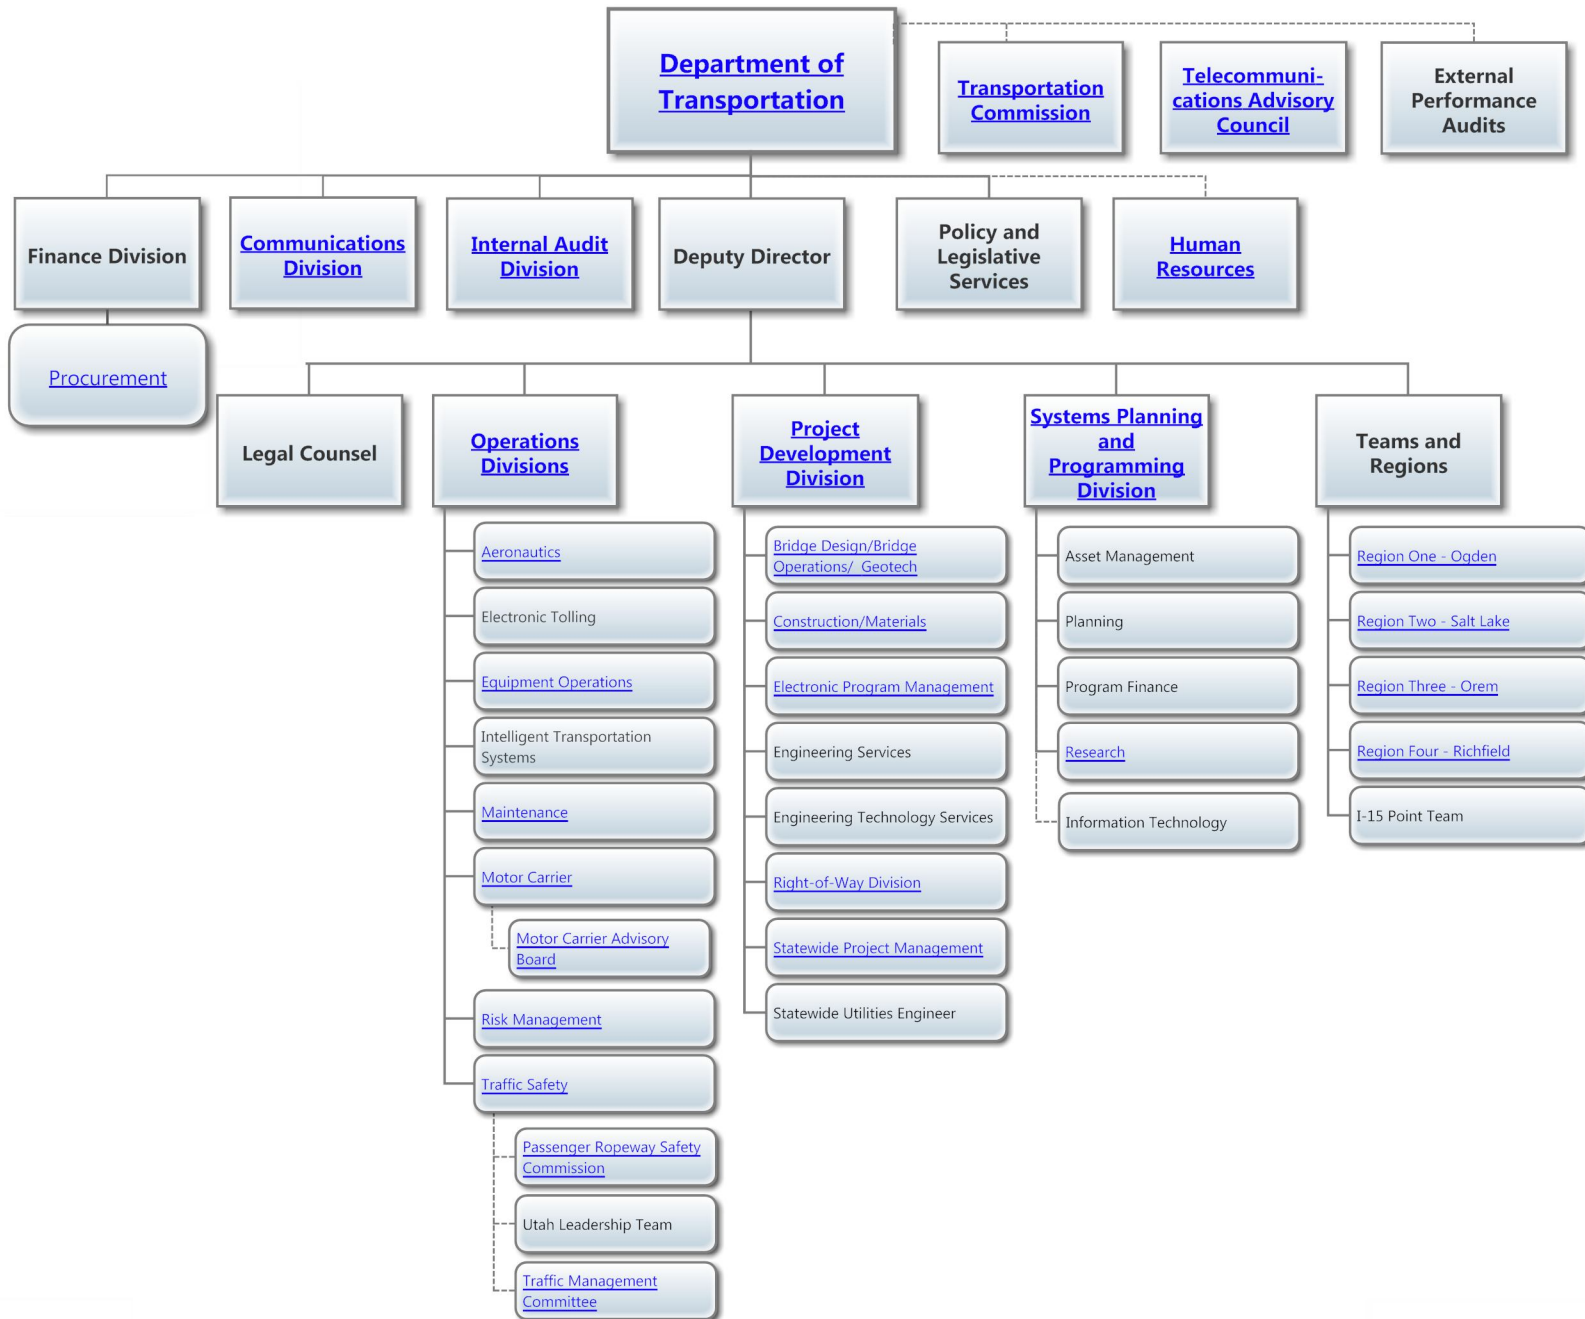 Department of
Transportation
Transportation
Commission
Telecommuni-
cations Advisory
Council
External
Performance
Audits
Finance Division
Communications
Division
Internal Audit
Division
Deputy Director
Policy and
Legislative
Services
Human
Resources
Procurement
Legal Counsel
Operations
Divisions
Project
Development
Division
Systems Planning
and
Programming
Division
Teams and
Regions
Aeronautics
Electronic Tolling
Equipment Operations
Intelligent Transportation
Systems
Maintenance
Motor Carrier
Motor Carrier Advisory
Board
Risk Management
Traffic Safety
Passenger Ropeway Safety
Commission
Utah Leadership Team
Traffic Management
Committee
Bridge Design/Bridge
Operations/ Geotech
Construction/Materials
Electronic Program Management
Engineering Services
Engineering Technology Services
Right-of-Way Division
Statewide Project Management
Statewide Utilities Engineer
Asset Management
Planning
Program Finance
Research
Information Technology
Region One - Ogden
Region Two - Salt Lake
Region Three - Orem
Region Four - Richfield
I-15 Point Team